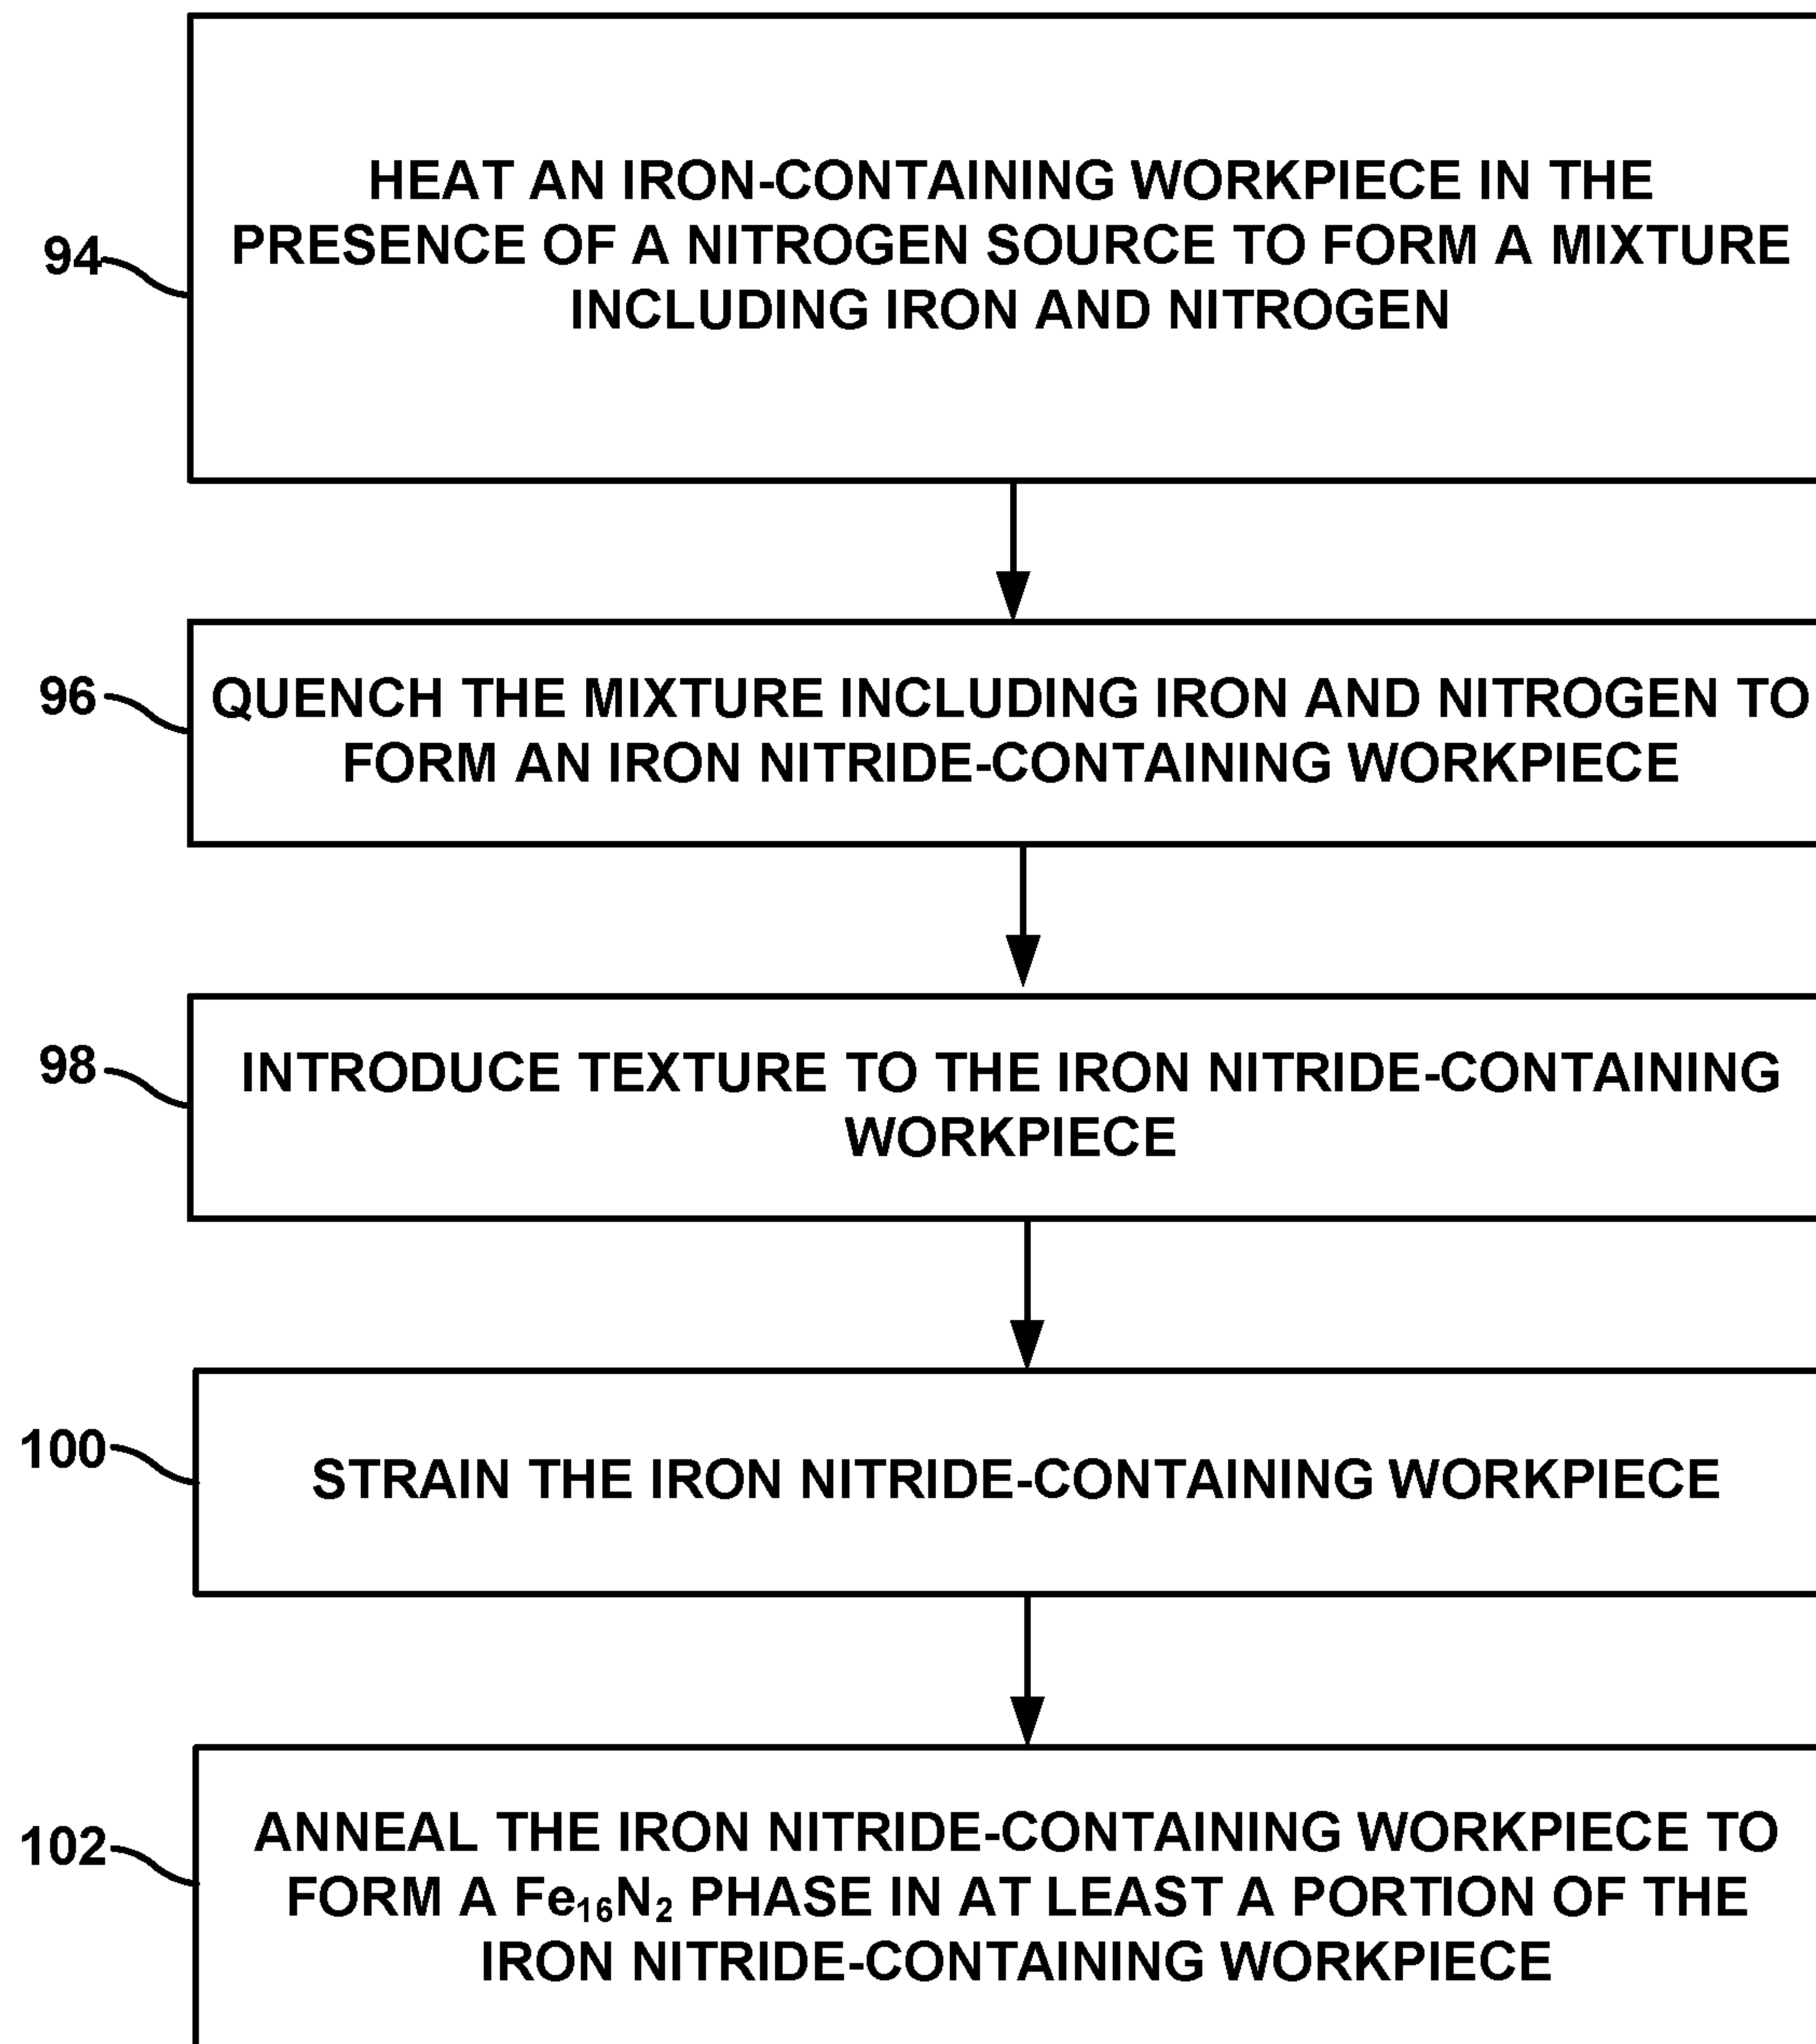 94
HEAT AN IRON-CONTAINING WORKPIECE IN THE
PRESENCE OF A NITROGEN SOURCE TO FORM A MIXTURE
INCLUDING IRON AND NITROGEN
96
QUENCH THE MIXTURE INCLUDING IRON AND NITROGEN TO
FORM AN IRON NITRIDE-CONTAINING WORKPIECE
98
INTRODUCE TEXTURE TO THE IRON NITRIDE-CONTAINING
WORKPIECE
100
STRAIN THE IRON NITRIDE-CONTAINING WORKPIECE
102
ANNEAL THE IRON NITRIDE-CONTAINING WORKPIECE TO
FORM A Fe₁₆N₂ PHASE IN AT LEAST A PORTION OF THE
IRON NITRIDE-CONTAINING WORKPIECE